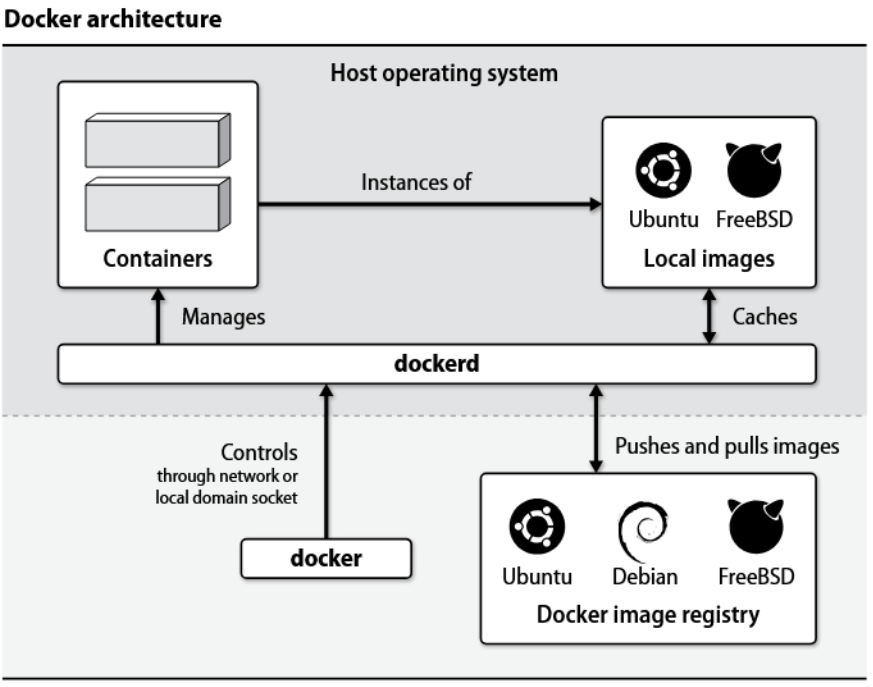 Docker architecture
Host operating system
Instances of
Ubuntu FreeBSD
Containers
Local images
Manages
Caches
dockerd
Controls
through network or
local domain socket
Pushes and pulls images
docker
Ubuntu Debian FreeBSD
Docker image registry